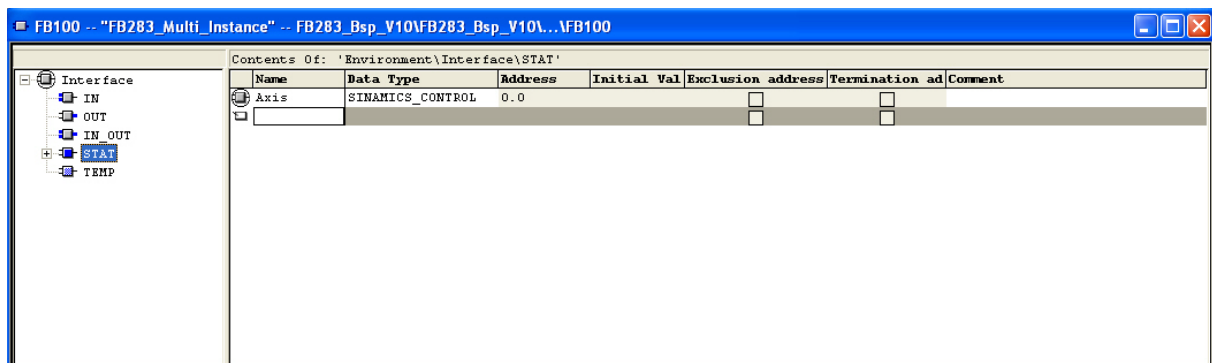 FB100 -- "FB283_Multi_Instance" -- FB283_Bsp_V10\FB283_Bsp_V10\...\FB100
Contents Of: 'Environment\Interface\STAT'
Interface
IN
OUT
IN_OUT
STAT
TEMP
Name Data Type Address Initial Val Exclusion address Termination ad Comment
Axis SINAMICS_CONTROL 0.0